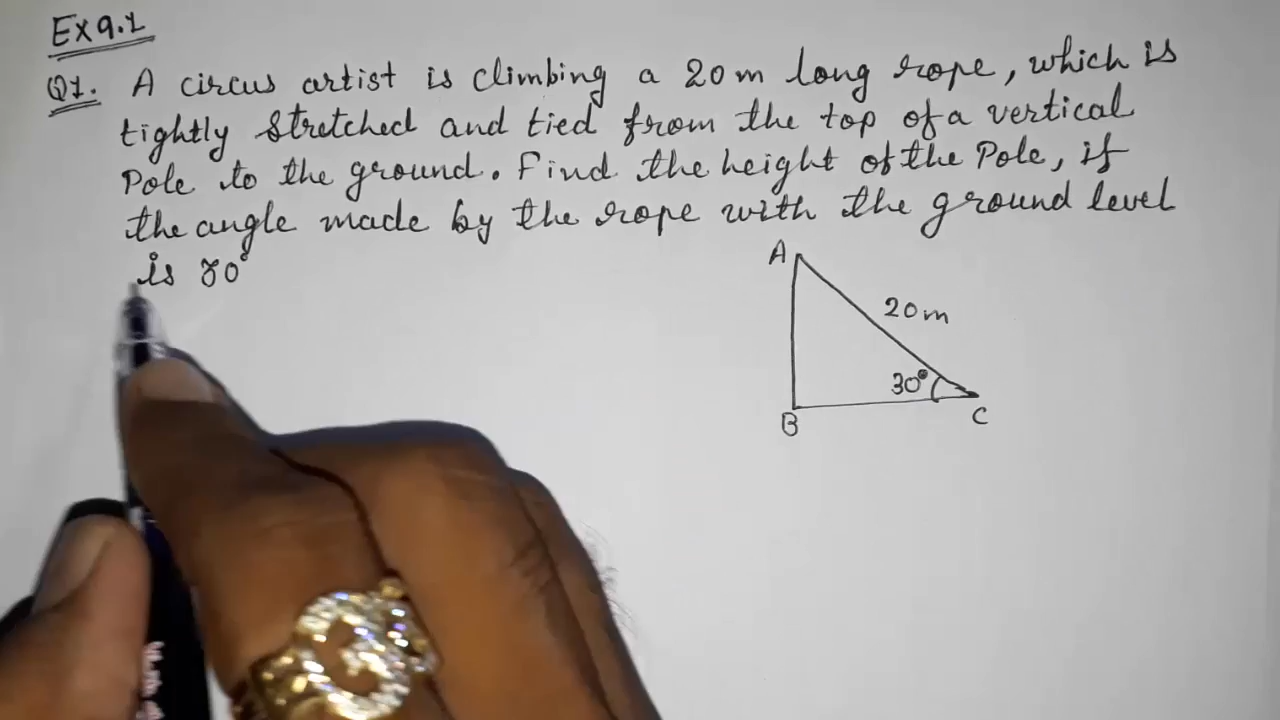 Ex 9.1
Q1. A circus artist is climbing a 20m long rope, which is
tightly stretched and tied from the top of a vertical
Pole to the ground. Find the height of the Pole, if
the angle made by the rope with the ground level
is 30°
A
20m
30°
B
C